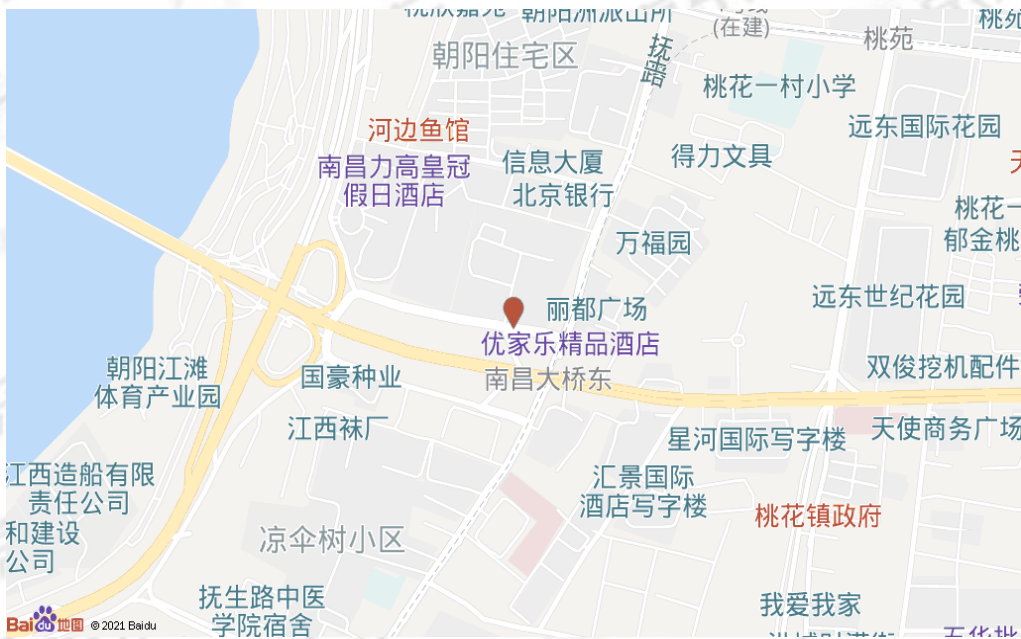 朝阳洲派出所
(在建)
桃苑
朝阳住宅区
抚
桃花一村小学
河边鱼馆
远东国际花园
南昌力高皇冠
假日酒店
信息大厦
北京银行
得力文具
桃花一
郁金桃
万福园
丽都广场
远东世纪花园
优家乐精品酒店
南昌大桥东
朝阳江滩
体育产业园
国豪种业
双俊挖机配件
江西袜厂
星河国际写字楼
天使商务广场
江西造船有限
责任公司
和建设
公司
汇景国际
酒店写字楼
桃花镇政府
凉伞树小区
抚生路中医
学院宿舍
我爱我家
Bai du 地图 © 2021 Baidu